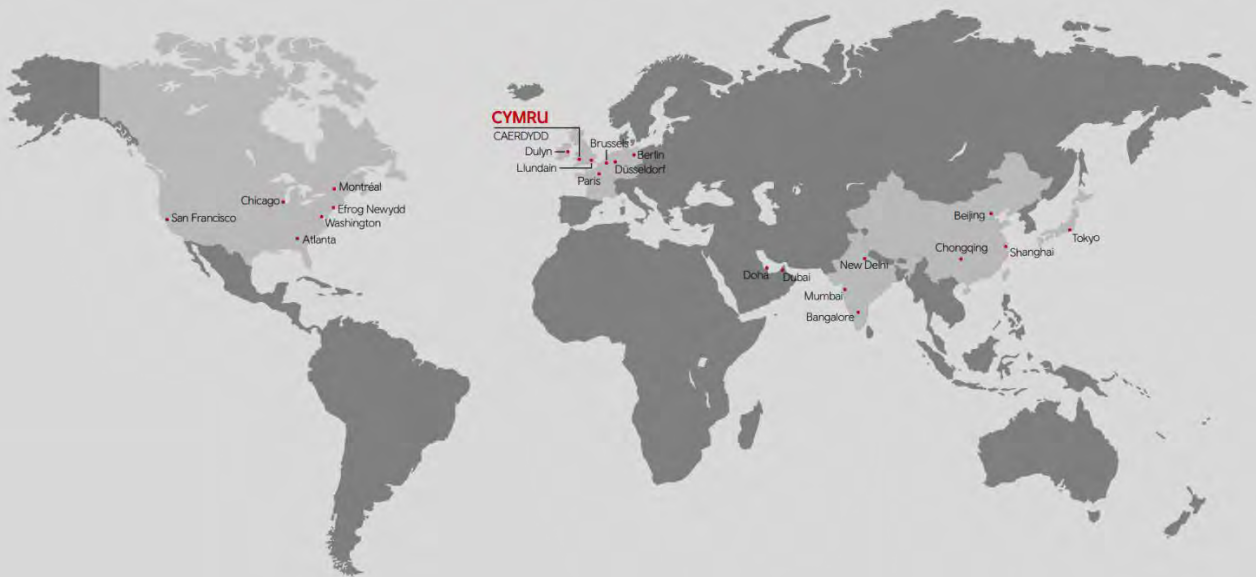 CYMRU
CAERDYDD
Brussels
Dulyn
Berlin
Llundain
Düsseldorf
Paris
Montréal
Chicago
Efrog Newydd
San Francisco
Washington
Atlanta
Beijing
Tokyo
Chongqing
Shanghai
New Delhi
Doha
Dubai
Mumbai
Bangalore